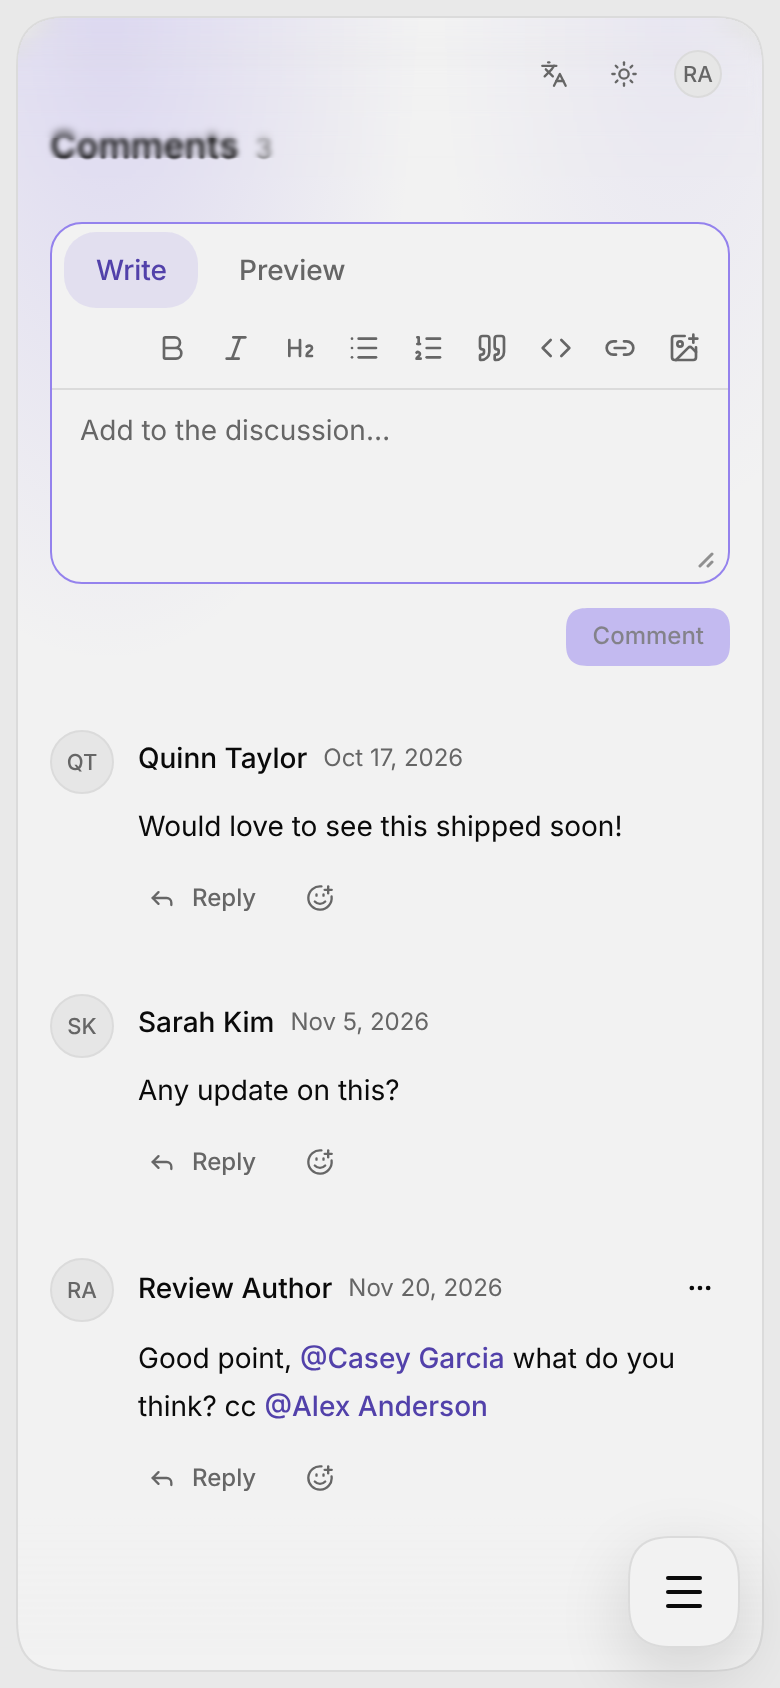 RA
Comments 3
Write Preview
B I H2
Add to the discussion...
Comment
QT
Quinn Taylor Oct 17, 2026
Would love to see this shipped soon!
Reply
SK
Sarah Kim Nov 5, 2026
Any update on this?
Reply
RA
Review Author Nov 20, 2026
Good point, @Casey Garcia what do you
think? cc @Alex Anderson
Reply